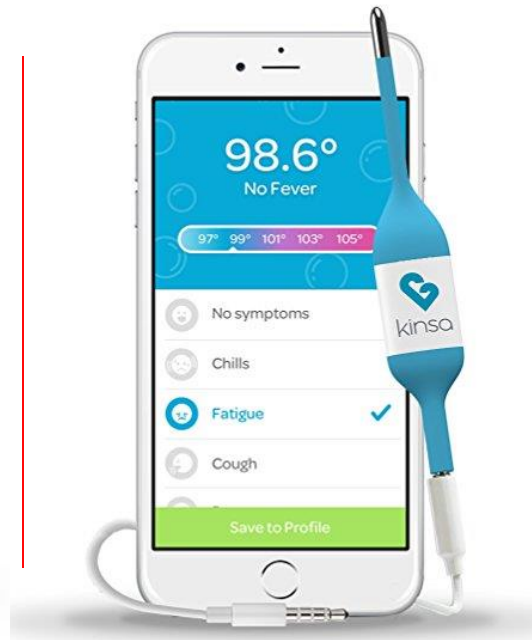 98.6°
No Fever
97° 99° 101° 103° 105°
No symptoms
Chills
Fatigue
Cough
Save to Profile
kinsa